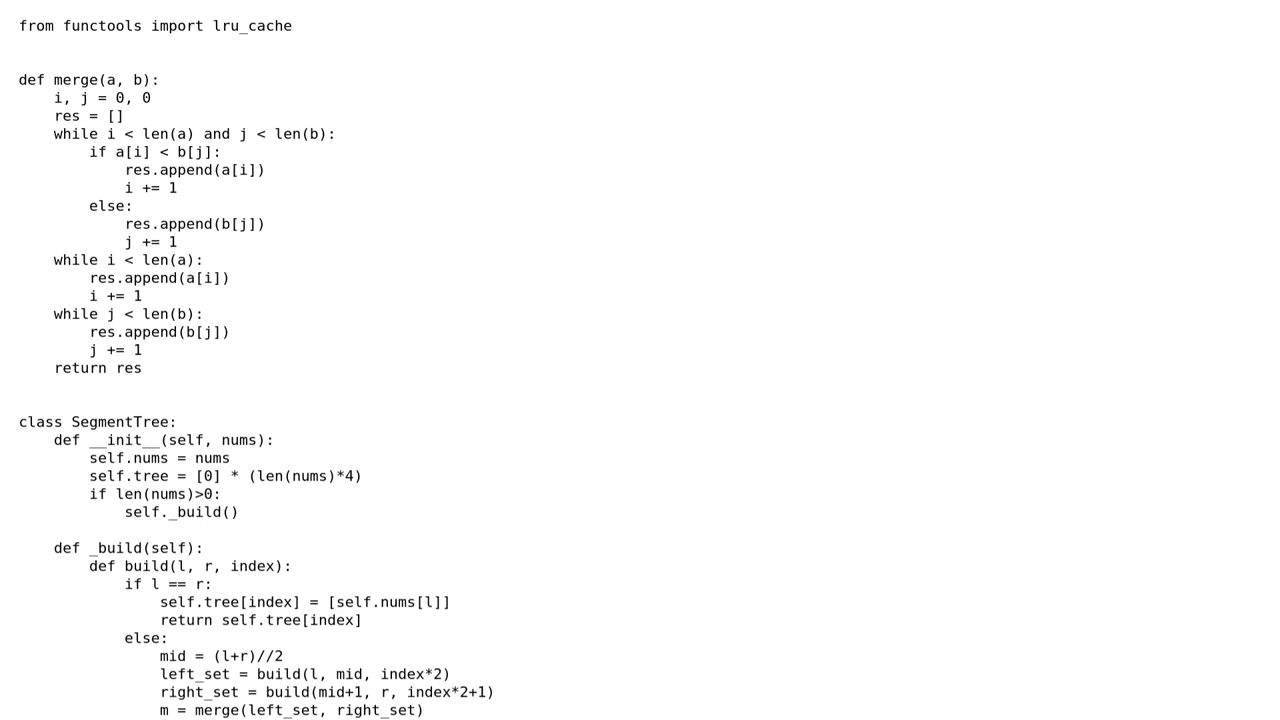 from functools import lru_cache


def merge(a, b):
    i, j = 0, 0
    res = []
    while i < len(a) and j < len(b):
        if a[i] < b[j]:
            res.append(a[i])
            i += 1
        else:
            res.append(b[j])
            j += 1
    while i < len(a):
        res.append(a[i])
        i += 1
    while j < len(b):
        res.append(b[j])
        j += 1
    return res


class SegmentTree:
    def __init__(self, nums):
        self.nums = nums
        self.tree = [0] * (len(nums)*4)
        if len(nums)>0:
            self._build()

    def _build(self):
        def build(l, r, index):
            if l == r:
                self.tree[index] = [self.nums[l]]
                return self.tree[index]
            else:
                mid = (l+r)//2
                left_set = build(l, mid, index*2)
                right_set = build(mid+1, r, index*2+1)
                m = merge(left_set, right_set)